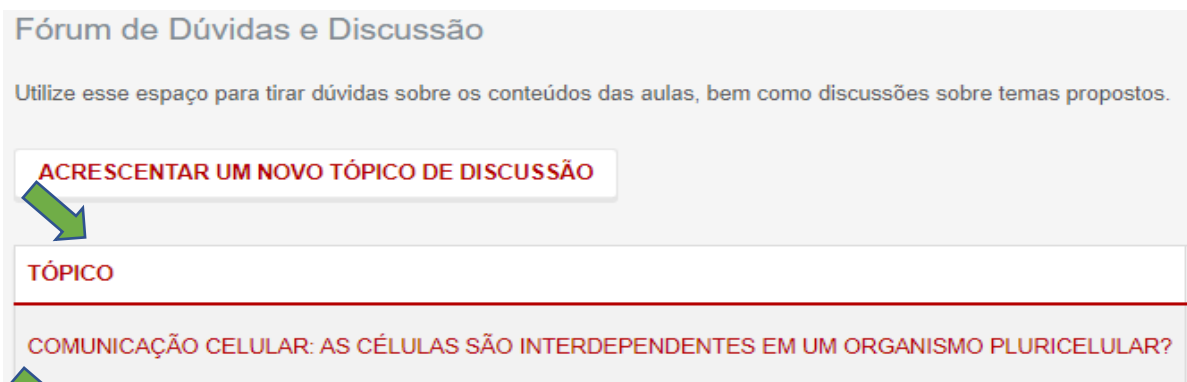 Fórum de Dúvidas e Discussão
Utilize esse espaço para tirar dúvidas sobre os conteúdos das aulas, bem como discussões sobre temas propostos.
ACRESCENTAR UM NOVO TÓPICO DE DISCUSSÃO
TÓPICO
COMUNICAÇÃO CELULAR: AS CÉLULAS SÃO INTERDEPENDENTES EM UM ORGANISMO PLURICELULAR?